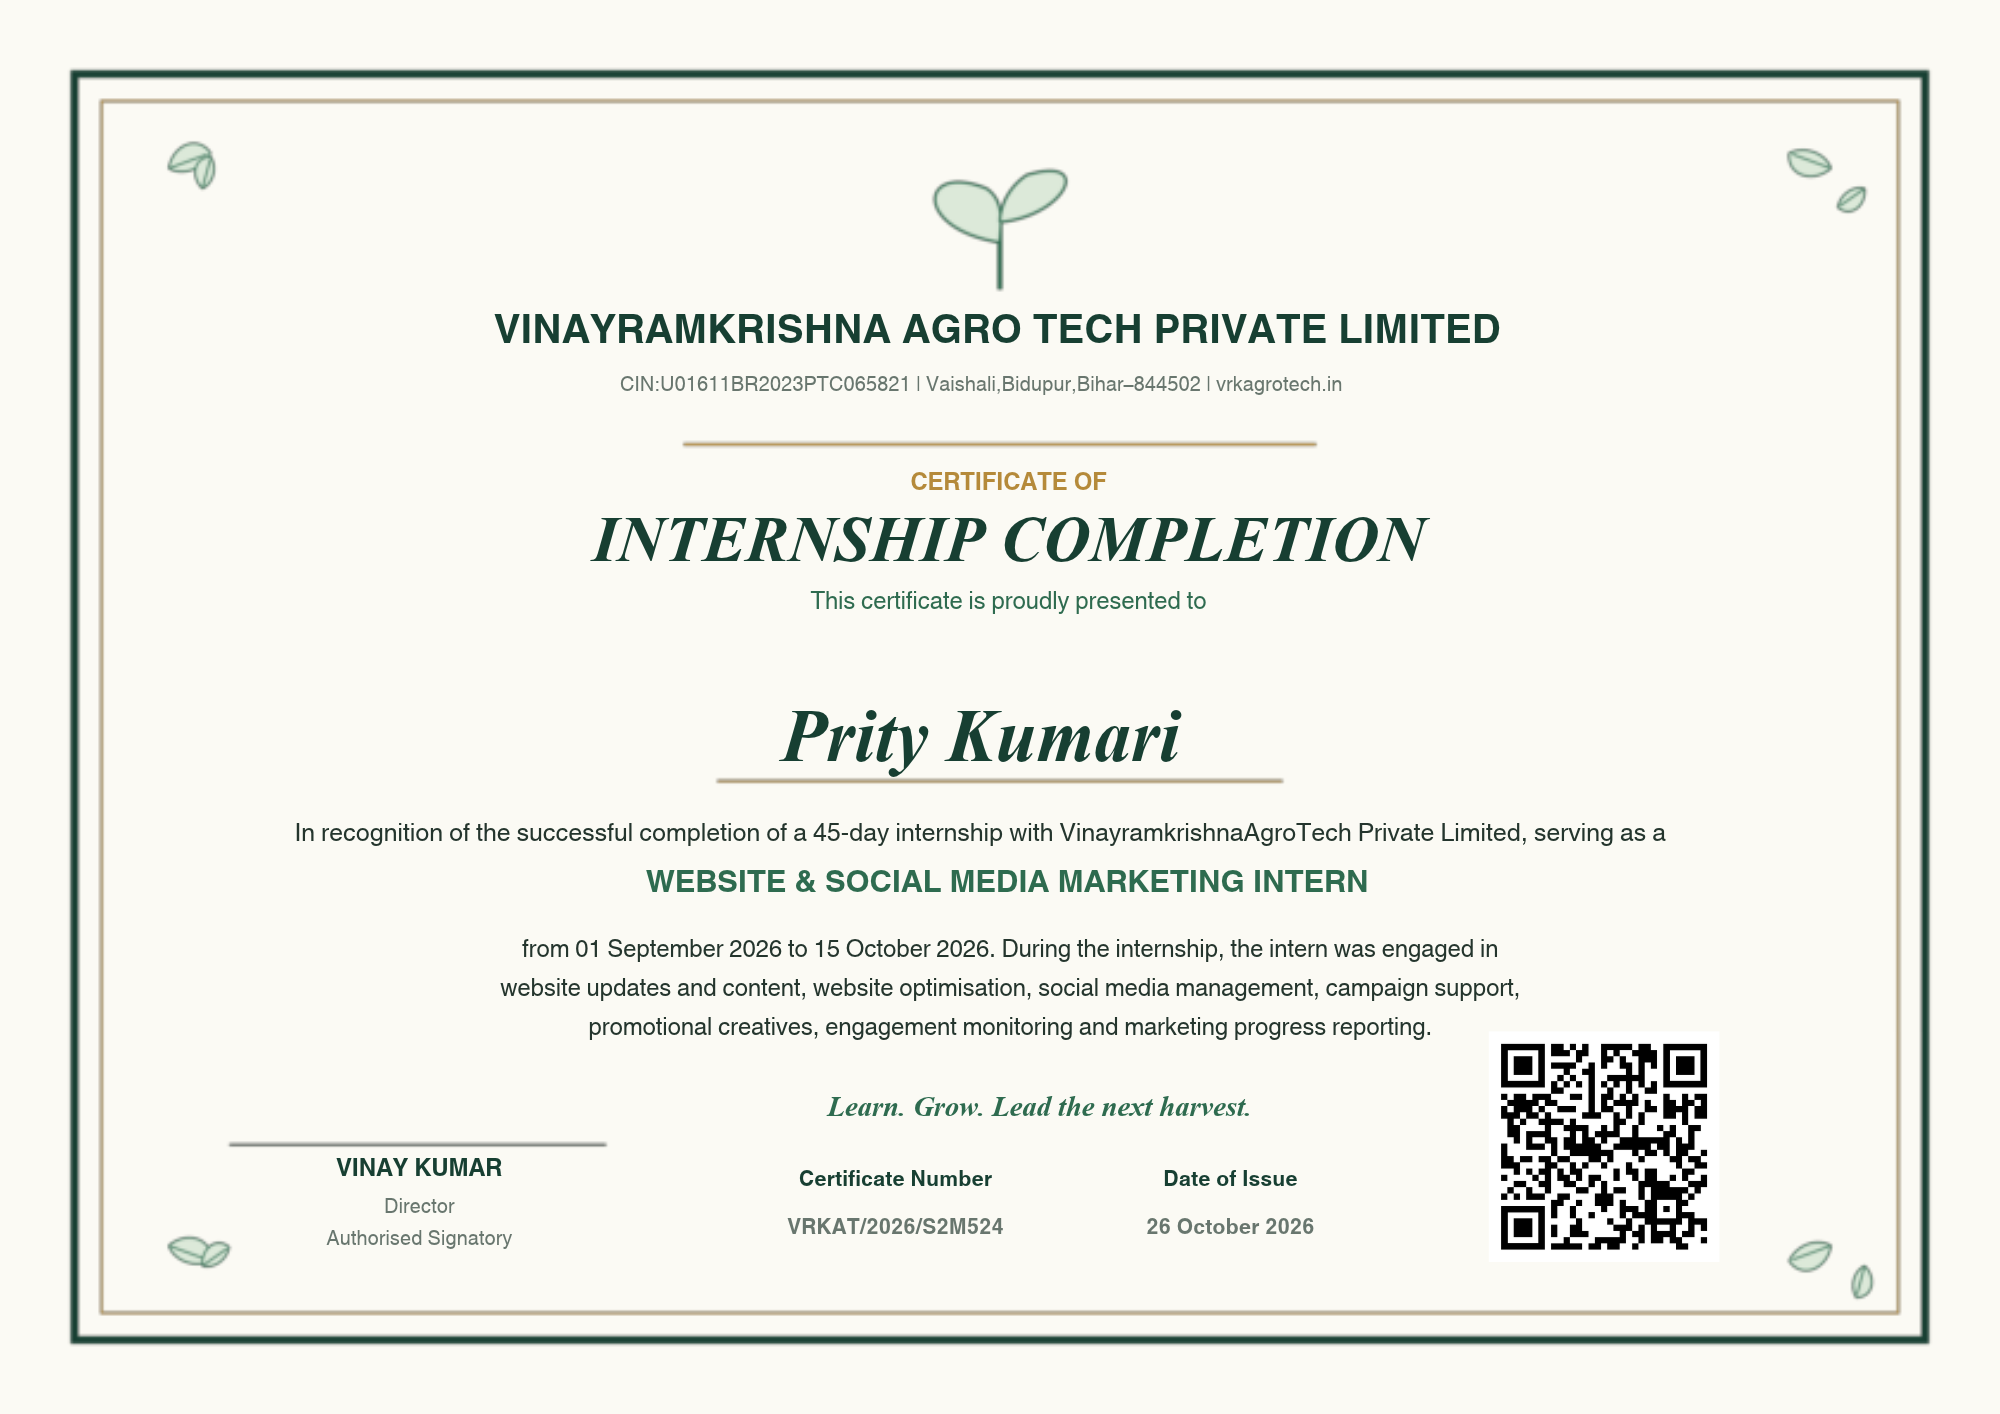 VINAYRAMKRISHNA AGRO TECH PRIVATE LIMITED
CIN:U01611BR2023PTC065821 | Vaishali,Bidupur,Bihar–844502 | vrkagrotech.in
CERTIFICATE OF
INTERNSHIP COMPLETION
This certificate is proudly presented to
Prity Kumari
In recognition of the successful completion of a 45-day internship with VinayramkrishnaAgroTech Private Limited, serving as a
WEBSITE & SOCIAL MEDIA MARKETING INTERN
from 01 September 2026 to 15 October 2026. During the internship, the intern was engaged in
website updates and content, website optimisation, social media management, campaign support,
promotional creatives, engagement monitoring and marketing progress reporting.
Learn. Grow. Lead the next harvest.
VINAY KUMAR
Director
Authorised Signatory
Certificate Number
VRKAT/2026/S2M524
Date of Issue
26 October 2026